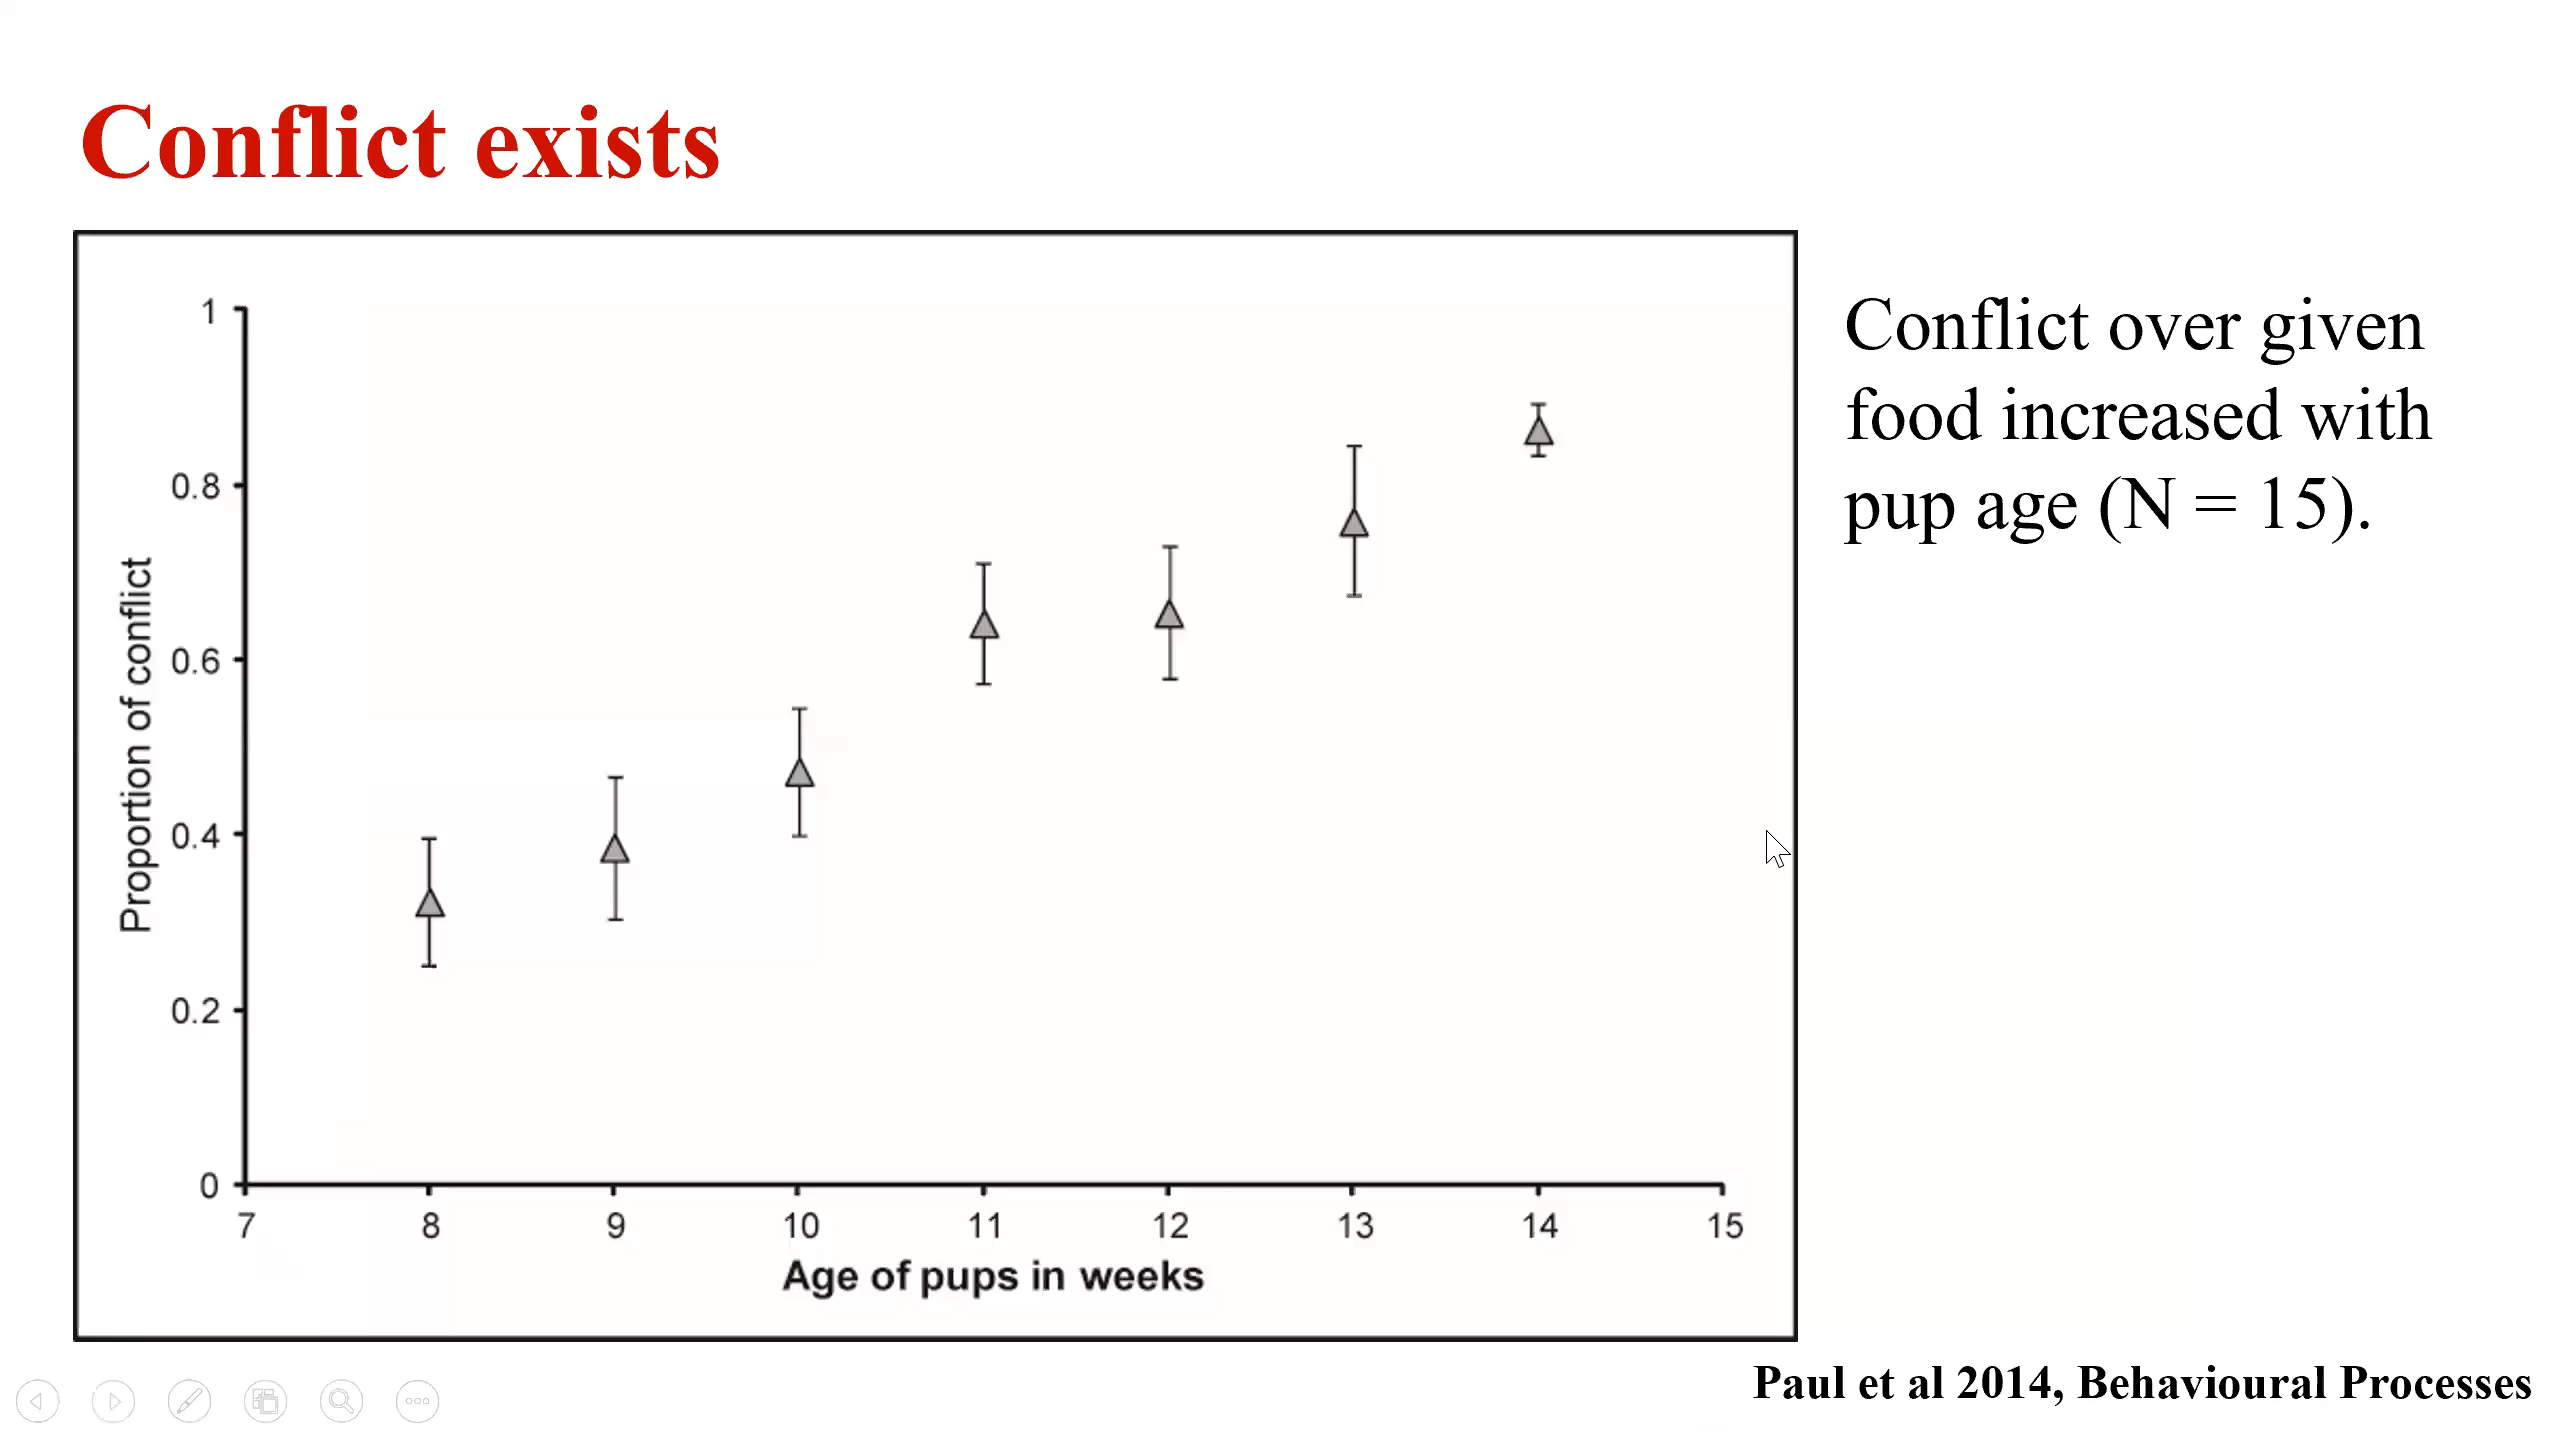 Conflict exists
Conflict over given
food increased with
pup age (N = 15).
Proportion of conflict
1
0.8
0.6
0.4
0.2
0
7 8 9 10 11 12 13 14 15
Age of pups in weeks
Paul et al 2014, Behavioural Processes